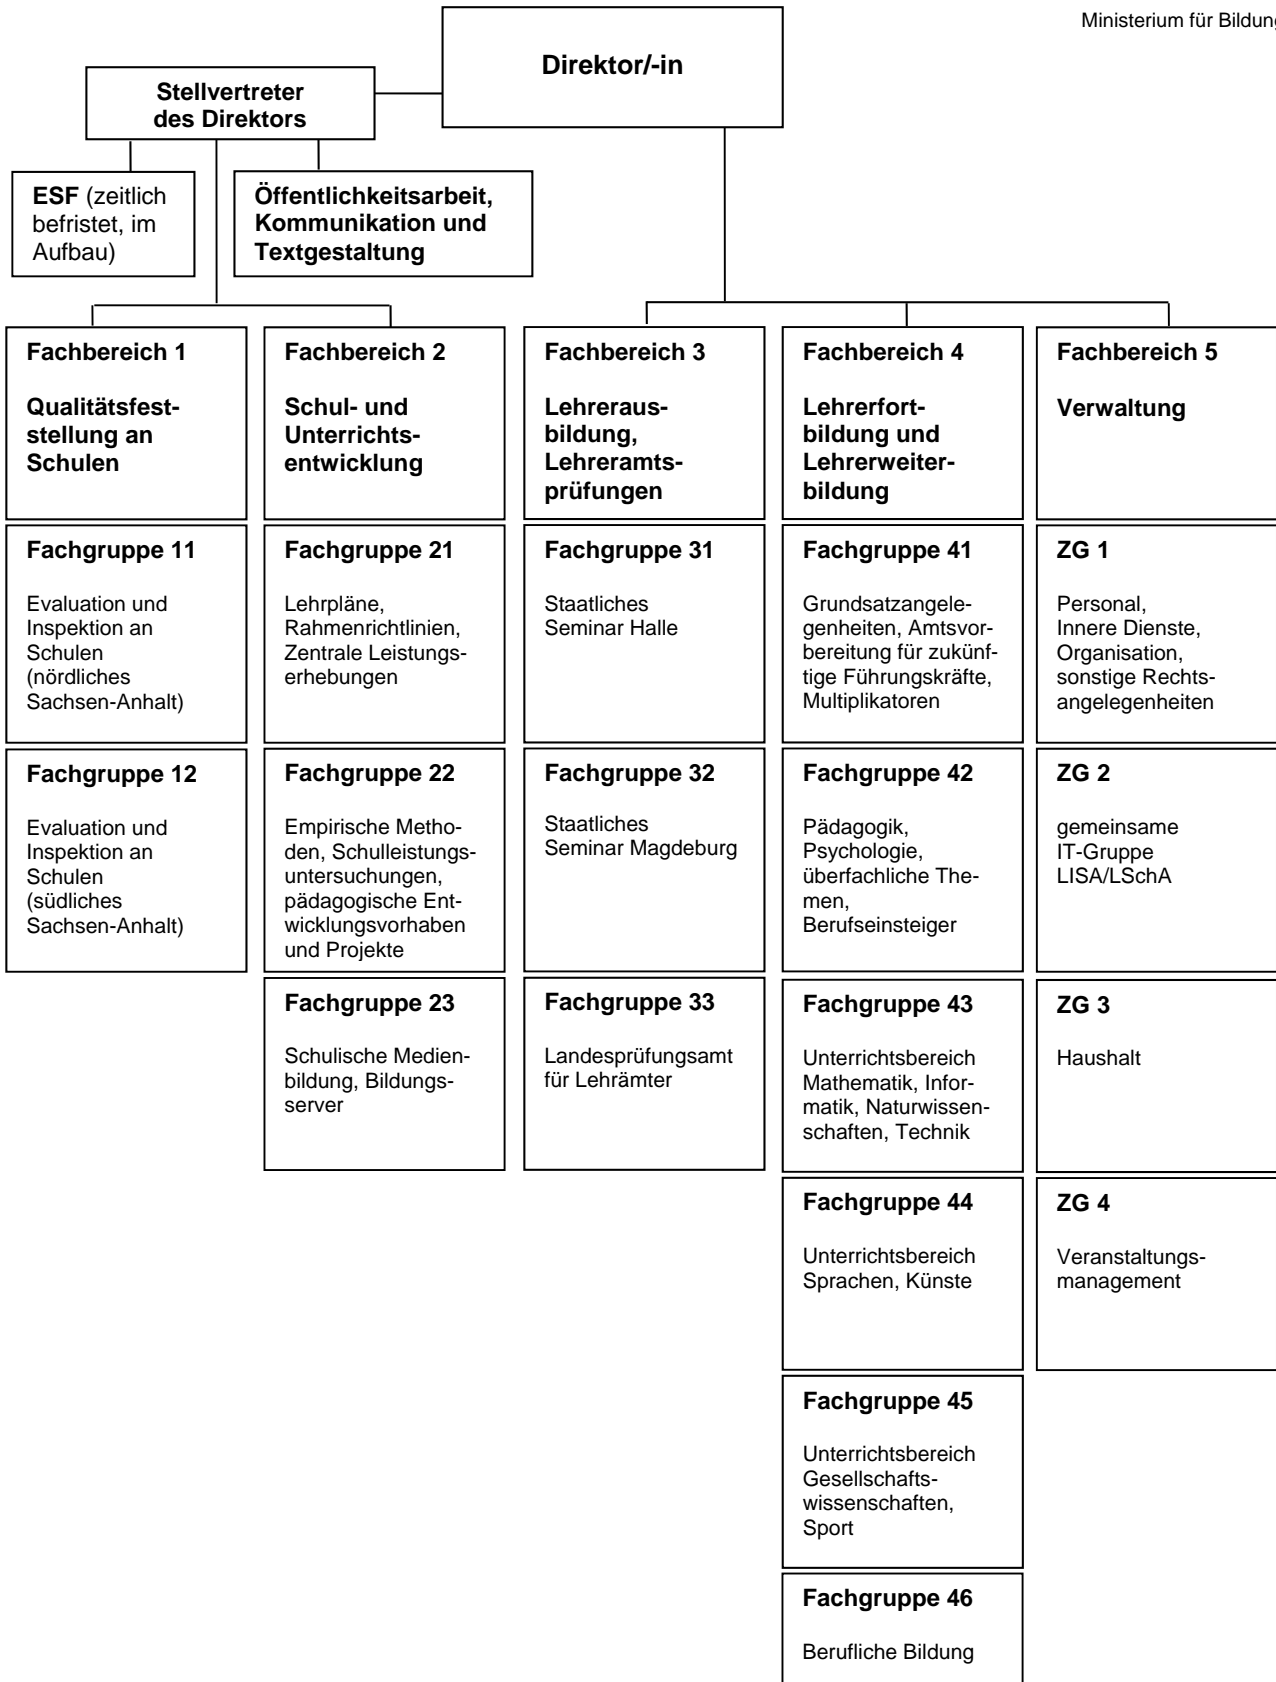 Ministerium für Bildung
Direktor/-in
Stellvertreter
des Direktors
ESF (zeitlich
befristet, im
Aufbau)
Öffentlichkeitsarbeit,
Kommunikation und
Textgestaltung
Fachbereich 1
Qualitätsfest-
stellung an
Schulen
Fachbereich 2
Schul- und
Unterrichts-
entwicklung
Fachbereich 3
Lehreraus-
bildung,
Lehreramts-
prüfungen
Fachbereich 4
Lehrerfort-
bildung und
Lehrerweiter-
bildung
Fachbereich 5
Verwaltung
Fachgruppe 11
Evaluation und
Inspektion an
Schulen
(nördliches
Sachsen-Anhalt)
Fachgruppe 21
Lehrpläne,
Rahmenrichtlinien,
Zentrale Leistungs-
erhebungen
Fachgruppe 31
Staatliches
Seminar Halle
Fachgruppe 41
Grundsatzangele-
genheiten, Amtsvor-
bereitung für zukünf-
tige Führungskräfte,
Multiplikatoren
ZG 1
Personal,
Innere Dienste,
Organisation,
sonstige Rechts-
angelegenheiten
Fachgruppe 12
Evaluation und
Inspektion an
Schulen
(südliches
Sachsen-Anhalt)
Fachgruppe 22
Empirische Metho-
den, Schulleistungs-
untersuchungen,
pädagogische Ent-
wicklungsvorhaben
und Projekte
Fachgruppe 32
Staatliches
Seminar Magdeburg
Fachgruppe 42
Pädagogik,
Psychologie,
überfachliche The-
men,
Berufseinsteiger
ZG 2
gemeinsame
IT-Gruppe
LISA/LSchA
Fachgruppe 23
Schulische Medien-
bildung, Bildungs-
server
Fachgruppe 33
Landesprüfungsamt
für Lehrämter
Fachgruppe 43
Unterrichtsbereich
Mathematik, Infor-
matik, Naturwissen-
schaften, Technik
ZG 3
Haushalt
Fachgruppe 44
Unterrichtsbereich
Sprachen, Künste
ZG 4
Veranstaltungs-
management
Fachgruppe 45
Unterrichtsbereich
Gesellschafts-
wissenschaften,
Sport
Fachgruppe 46
Berufliche Bildung